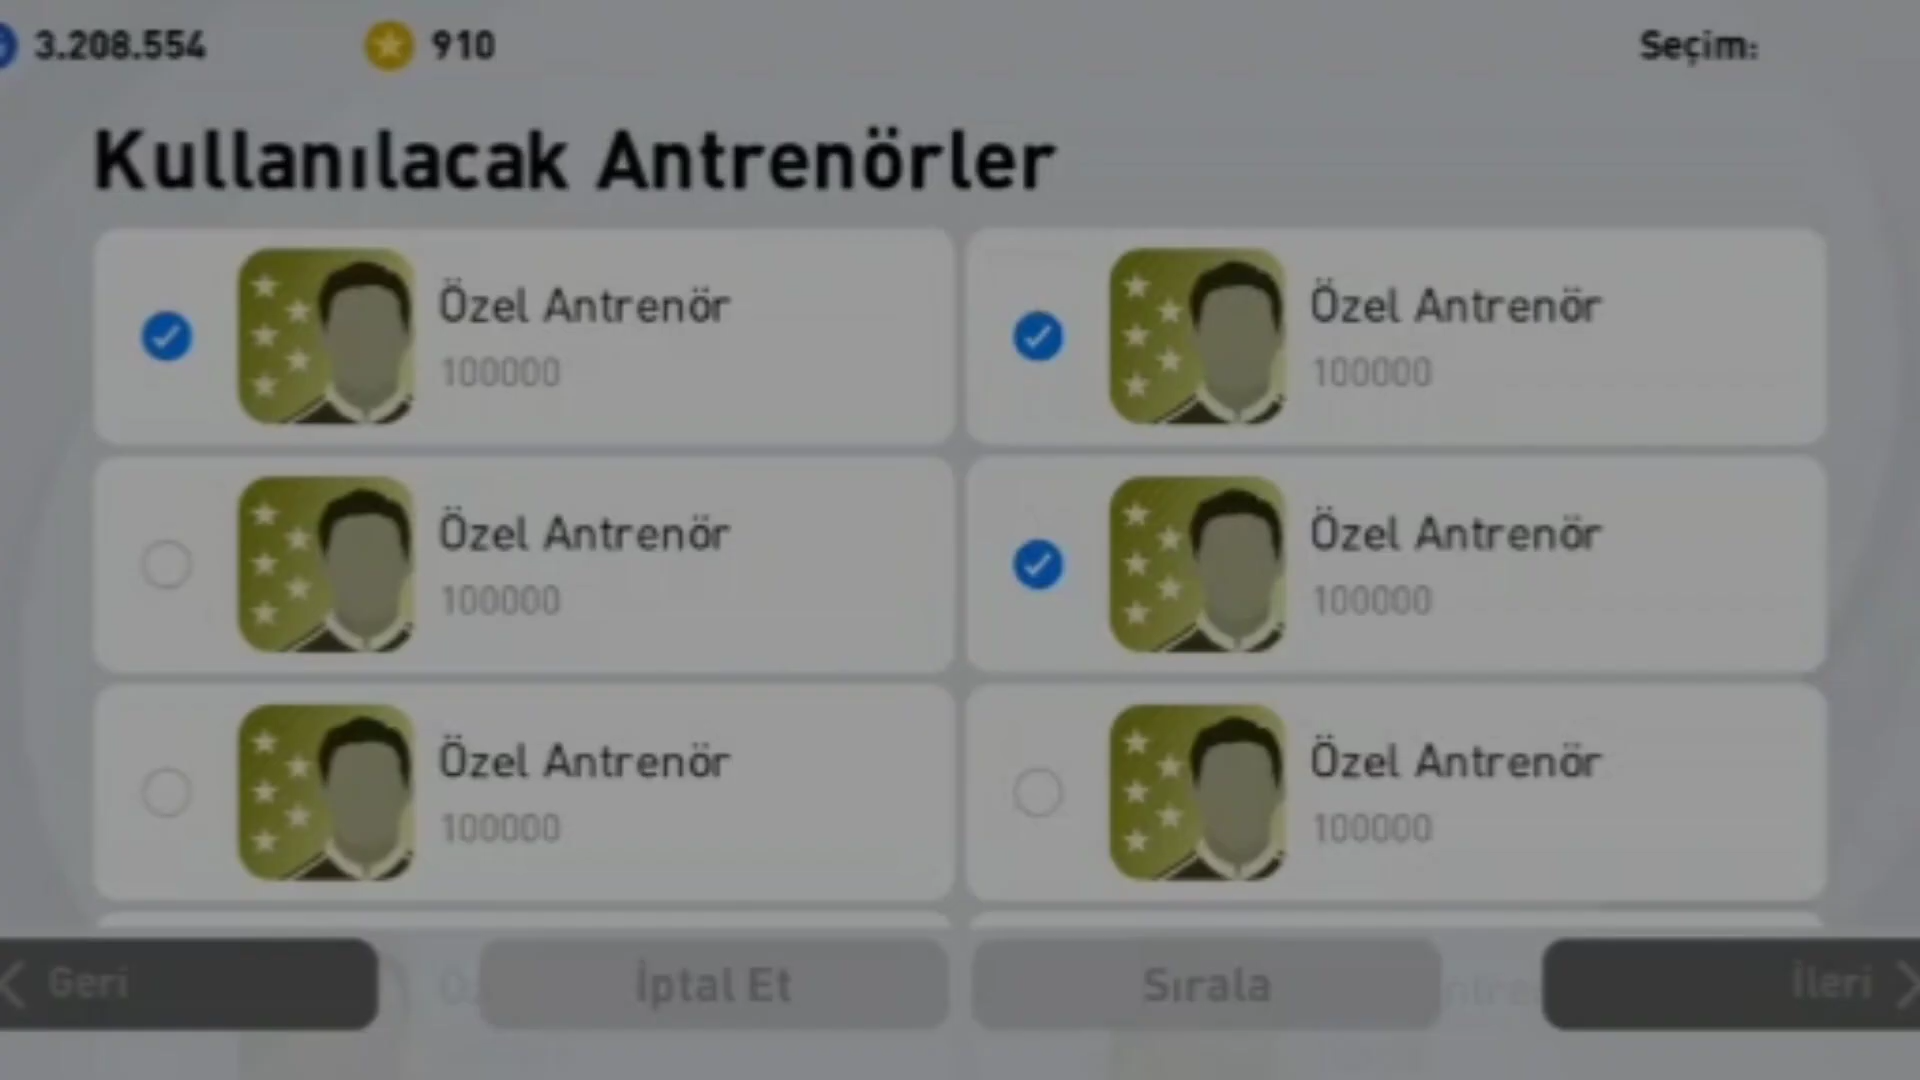 3.208.554 910 Seçim:
Kullanılacak Antrenörler
Özel Antrenör Özel Antrenör
100000 100000
Özel Antrenör Özel Antrenör
100000 100000
Özel Antrenör Özel Antrenör
100000 100000
Geri İptal Et Sırala İleri